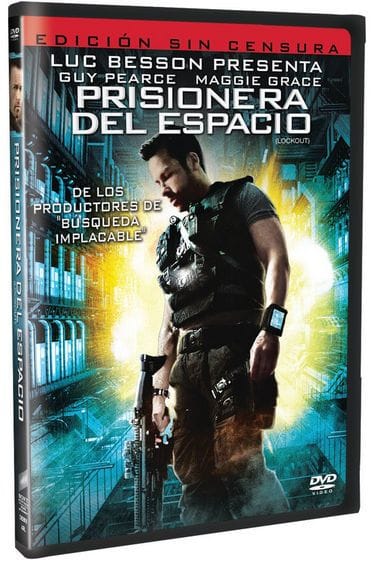 EDICIÓN SIN CENSURA
LUC BESSON PRESENTA
GUY PEARCE MAGGIE GRACE
PRISIONERA
DEL ESPACIO
(LOCKOUT)
DE LOS
PRODUCTORES DE
"BÚSQUEDA
IMPLACABLE"
DVD
VIDEO
DVD
PRISIONERA DEL ESPACIO